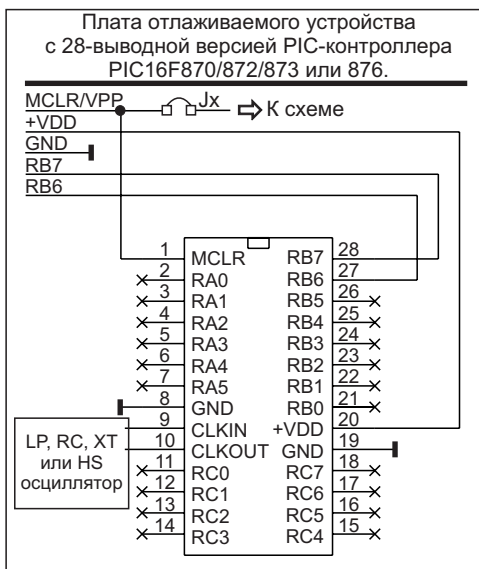 Плата отлаживаемого устройства
с 28-выводной версией PIC-контроллера
PIC16F870/872/873 или 876.
MCLR/VPP
Jx
К схеме
+VDD
GND
RB7
RB6
1 MCLR RB7 28
2 RA0 RB6 27
3 RA1 RB5 26
4 RA2 RB4 25
5 RA3 RB3 24
6 RA4 RB2 23
7 RA5 RB1 22
8 GND RB0 21
9 CLKIN +VDD 20
10 CLKOUT GND 19
11 RC0 RC7 18
12 RC1 RC6 17
13 RC2 RC5 16
14 RC3 RC4 15
LP, RC, XT
или HS
осциллятор